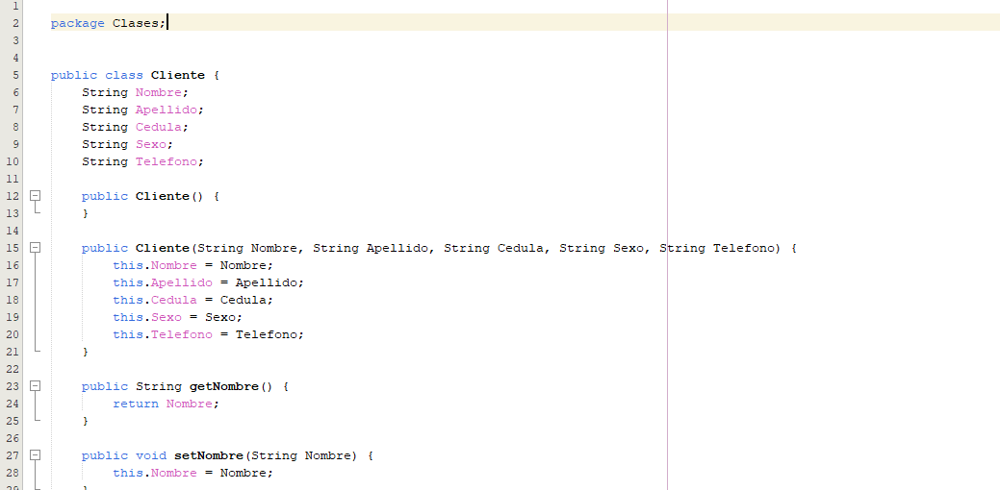 1
2 package Clases;
3
4
5 public class Cliente {
6 String Nombre;
7 String Apellido;
8 String Cedula;
9 String Sexo;
10 String Telefono;
11
12 public Cliente() {
13 }
14
15 public Cliente(String Nombre, String Apellido, String Cedula, String Sexo, String Telefono) {
16 this.Nombre = Nombre;
17 this.Apellido = Apellido;
18 this.Cedula = Cedula;
19 this.Sexo = Sexo;
20 this.Telefono = Telefono;
21 }
22
23 public String getNombre() {
24 return Nombre;
25 }
26
27 public void setNombre(String Nombre) {
28 this.Nombre = Nombre;
29 }